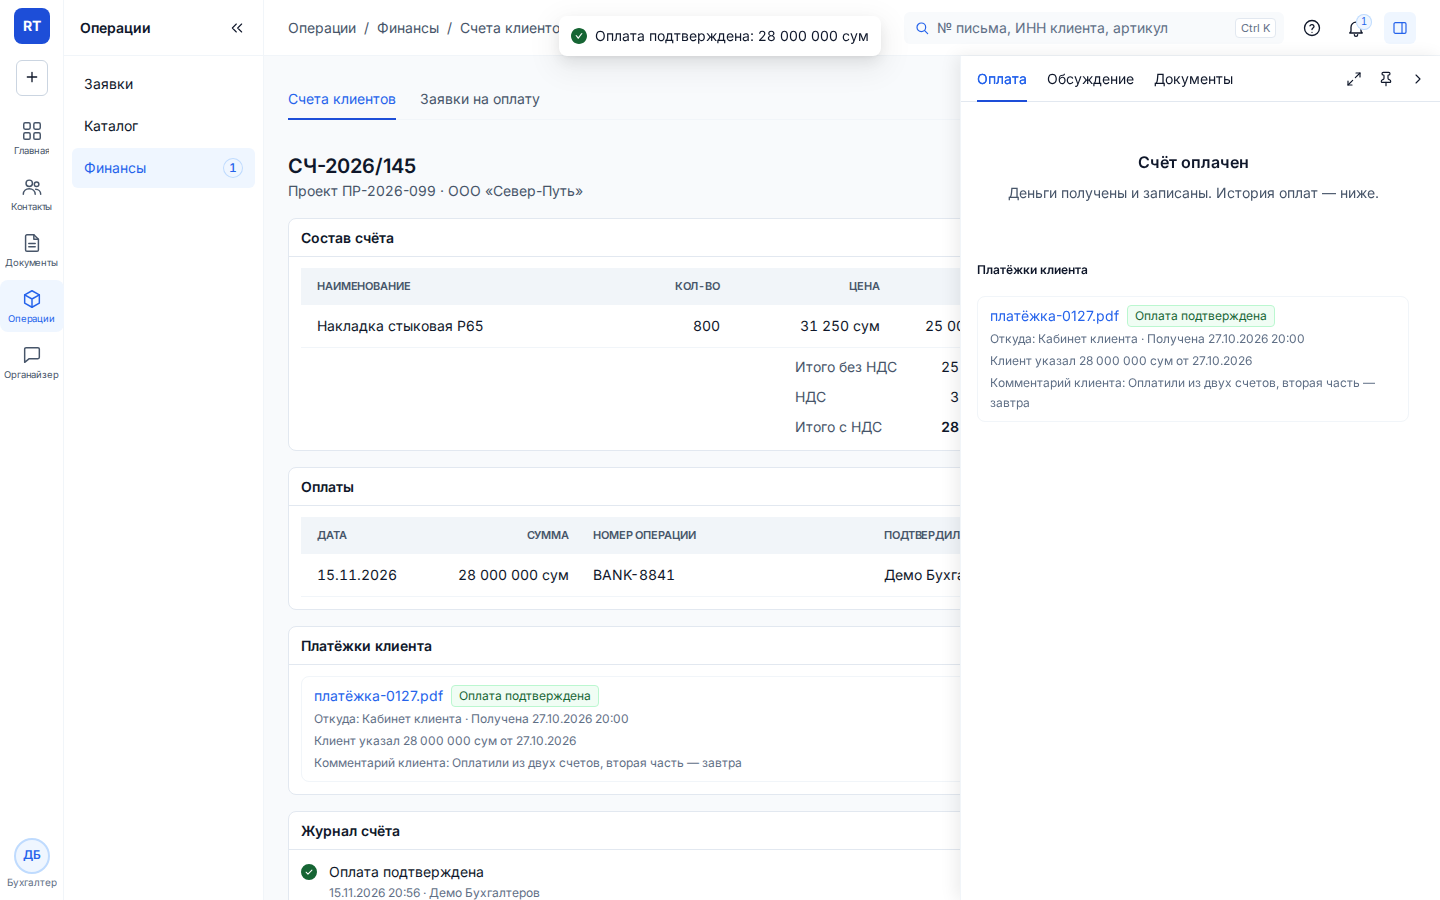 RT
Главная
Контакты
Документы
Операции
Органайзер
ДБ
Бухгалтер
Операции
Заявки
Каталог
Финансы
1
Операции / Финансы / Счета клиенто
Оплата подтверждена: 28 000 000 сум
№ письма, ИНН клиента, артикул
Ctrl K
1
Счета клиентов
Заявки на оплату
СЧ-2026/145
Проект ПР-2026-099 · ООО «Север-Путь»
Состав счёта
НАИМЕНОВАНИЕ КОЛ-ВО ЦЕНА
Накладка стыковая Р65 800 31 250 сум 25 00
Итого без НДС 25
НДС 3
Итого с НДС 28
Оплаты
ДАТА СУММА НОМЕР ОПЕРАЦИИ ПОДТВЕРДИЛ
15.11.2026 28 000 000 сум BANK-8841 Демо Бухга
Платёжки клиента
платёжка-0127.pdf Оплата подтверждена
Откуда: Кабинет клиента · Получена 27.10.2026 20:00
Клиент указал 28 000 000 сум от 27.10.2026
Комментарий клиента: Оплатили из двух счетов, вторая часть — завтра
Журнал счёта
Оплата подтверждена
15.11.2026 20:56 · Демо Бухгалтеров
Оплата
Обсуждение
Документы
Счёт оплачен
Деньги получены и записаны. История оплат — ниже.
Платёжки клиента
платёжка-0127.pdf Оплата подтверждена
Откуда: Кабинет клиента · Получена 27.10.2026 20:00
Клиент указал 28 000 000 сум от 27.10.2026
Комментарий клиента: Оплатили из двух счетов, вторая часть —
завтра